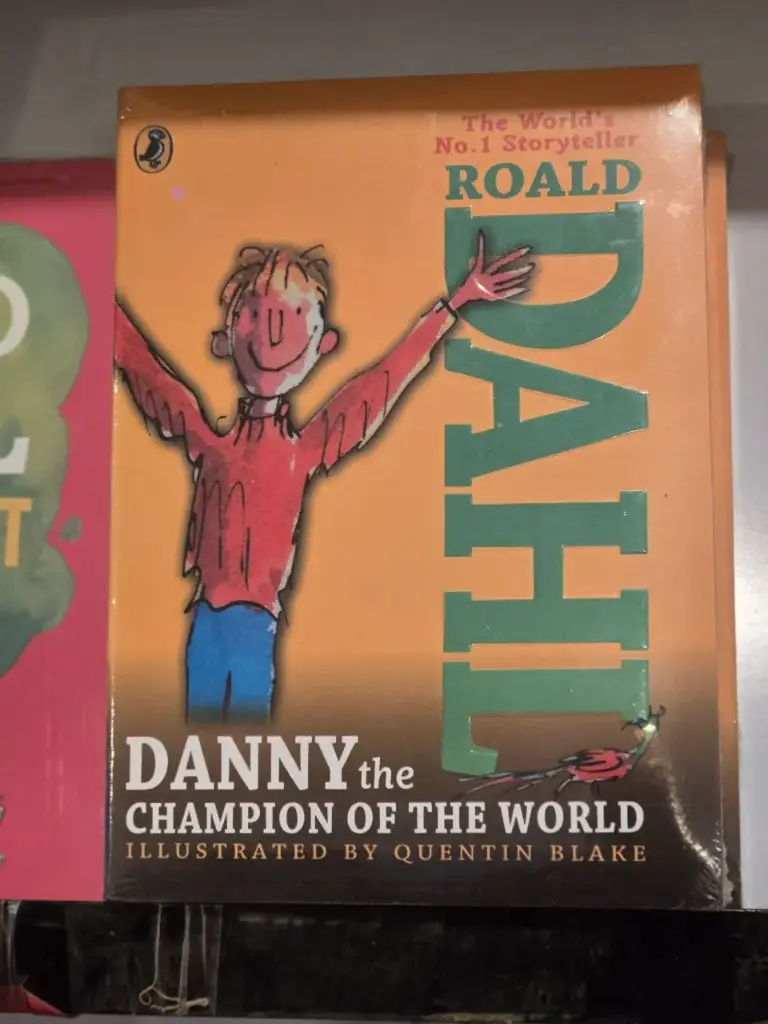 The World's
No.1 Storyteller
ROALD
DAHL
DANNY the
CHAMPION OF THE WORLD
ILLUSTRATED BY QUENTIN BLAKE